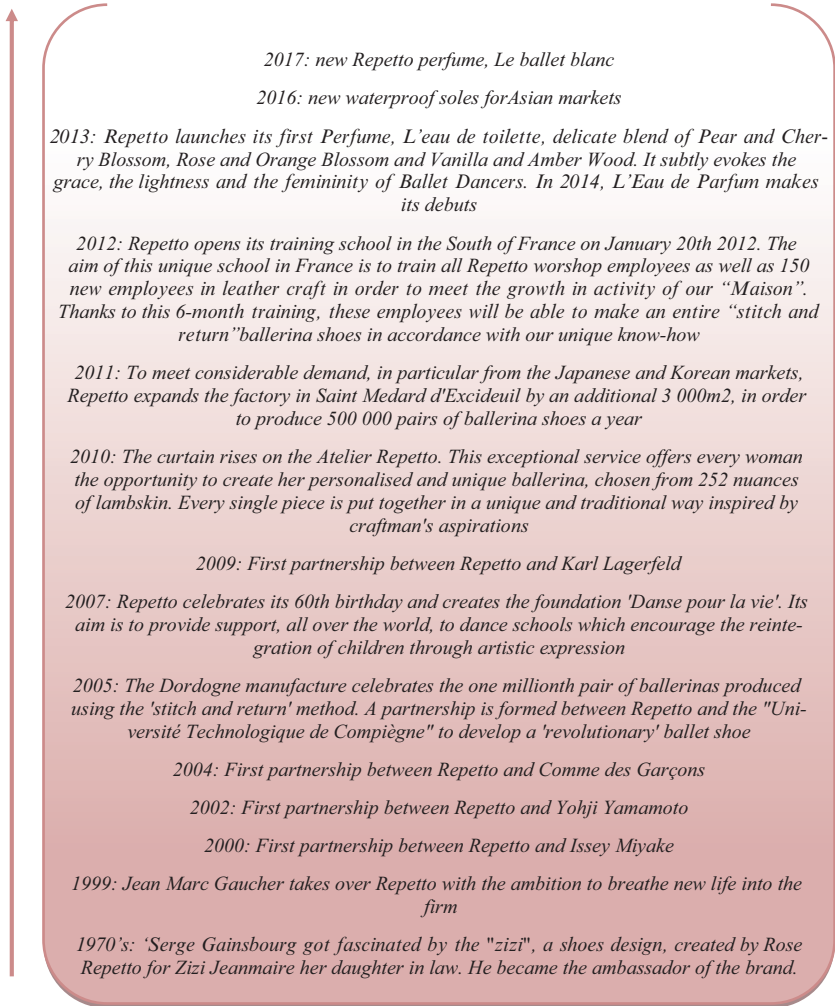 2017: new Repetto perfume, Le ballet blanc
2016: new waterproof soles forAsian markets
2013: Repetto launches its first Perfume, L’eau de toilette, delicate blend of Pear and Cher-
ry Blossom, Rose and Orange Blossom and Vanilla and Amber Wood. It subtly evokes the
grace, the lightness and the femininity of Ballet Dancers. In 2014, L’Eau de Parfum makes
its debuts
2012: Repetto opens its training school in the South of France on January 20th 2012. The
aim of this unique school in France is to train all Repetto worshop employees as well as 150
new employees in leather craft in order to meet the growth in activity of our “Maison”.
Thanks to this 6-month training, these employees will be able to make an entire “stitch and
return”ballerina shoes in accordance with our unique know-how
2011: To meet considerable demand, in particular from the Japanese and Korean markets,
Repetto expands the factory in Saint Medard d'Excideuil by an additional 3 000m2, in order
to produce 500 000 pairs of ballerina shoes a year
2010: The curtain rises on the Atelier Repetto. This exceptional service offers every woman
the opportunity to create her personalised and unique ballerina, chosen from 252 nuances
of lambskin. Every single piece is put together in a unique and traditional way inspired by
craftman's aspirations
2009: First partnership between Repetto and Karl Lagerfeld
2007: Repetto celebrates its 60th birthday and creates the foundation 'Danse pour la vie'. Its
aim is to provide support, all over the world, to dance schools which encourage the reinte-
gration of children through artistic expression
2005: The Dordogne manufacture celebrates the one millionth pair of ballerinas produced
using the 'stitch and return' method. A partnership is formed between Repetto and the "Uni-
versité Technologique de Compiègne" to develop a 'revolutionary' ballet shoe
2004: First partnership between Repetto and Comme des Garçons
2002: First partnership between Repetto and Yohji Yamamoto
2000: First partnership between Repetto and Issey Miyake
1999: Jean Marc Gaucher takes over Repetto with the ambition to breathe new life into the
firm
1970’s: ‘Serge Gainsbourg got fascinated by the "zizi", a shoes design, created by Rose
Repetto for Zizi Jeanmaire her daughter in law. He became the ambassador of the brand.